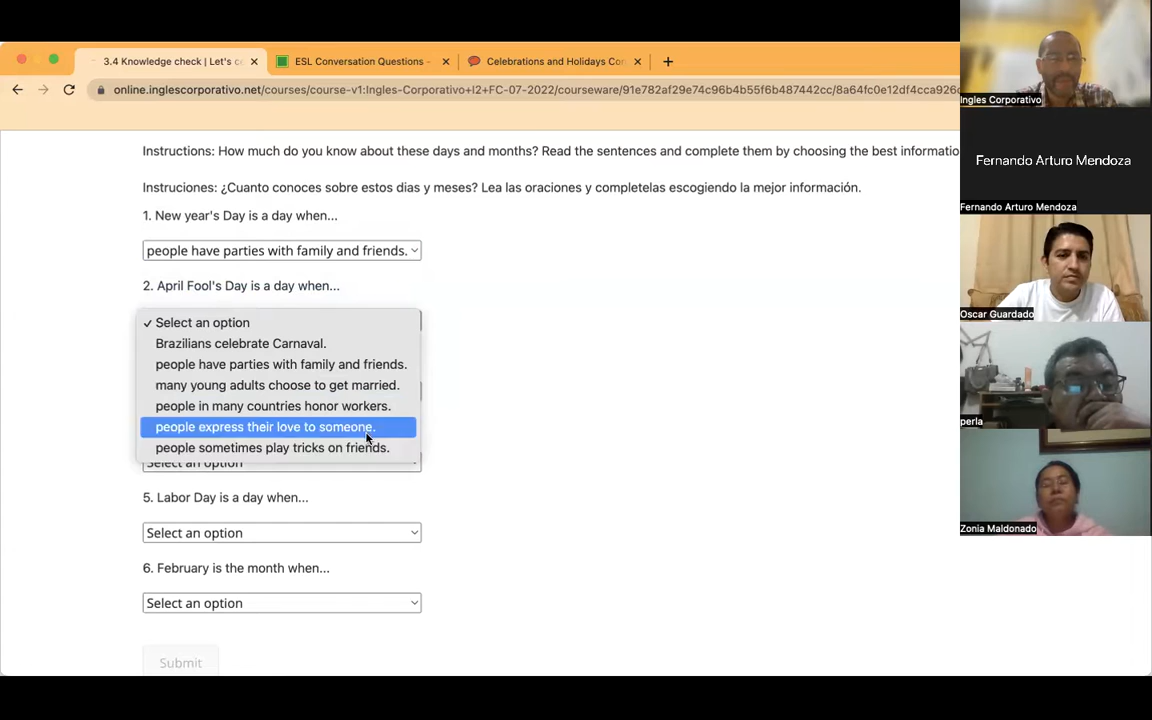 3.4 Knowledge check | Let's c
ESL Conversation Questions -
Celebrations and Holidays Con
online.inglescorporativo.net/courses/course-v1:Ingles-Corporativo+I2+FC-07-2022/courseware/91e782af29e74c96b4b55f6b487442cc/8a64fc0e12df4cca926c
Instructions: How much do you know about these days and months? Read the sentences and complete them by choosing the best informatio
Instruciones: ¿Cuanto conoces sobre estos dias y meses? Lea las oraciones y completelas escogiendo la mejor información.
1. New year's Day is a day when...
people have parties with family and friends.
2. April Fool's Day is a day when...
Select an option
Brazilians celebrate Carnaval.
people have parties with family and friends.
many young adults choose to get married.
people in many countries honor workers.
people express their love to someone.
people sometimes play tricks on friends.
Select an option
5. Labor Day is a day when...
Select an option
6. February is the month when...
Select an option
Submit
Ingles Corporativo
Fernando Arturo Mendoza
Fernando Arturo Mendoza
Oscar Guardado
perla
Zonia Maldonado